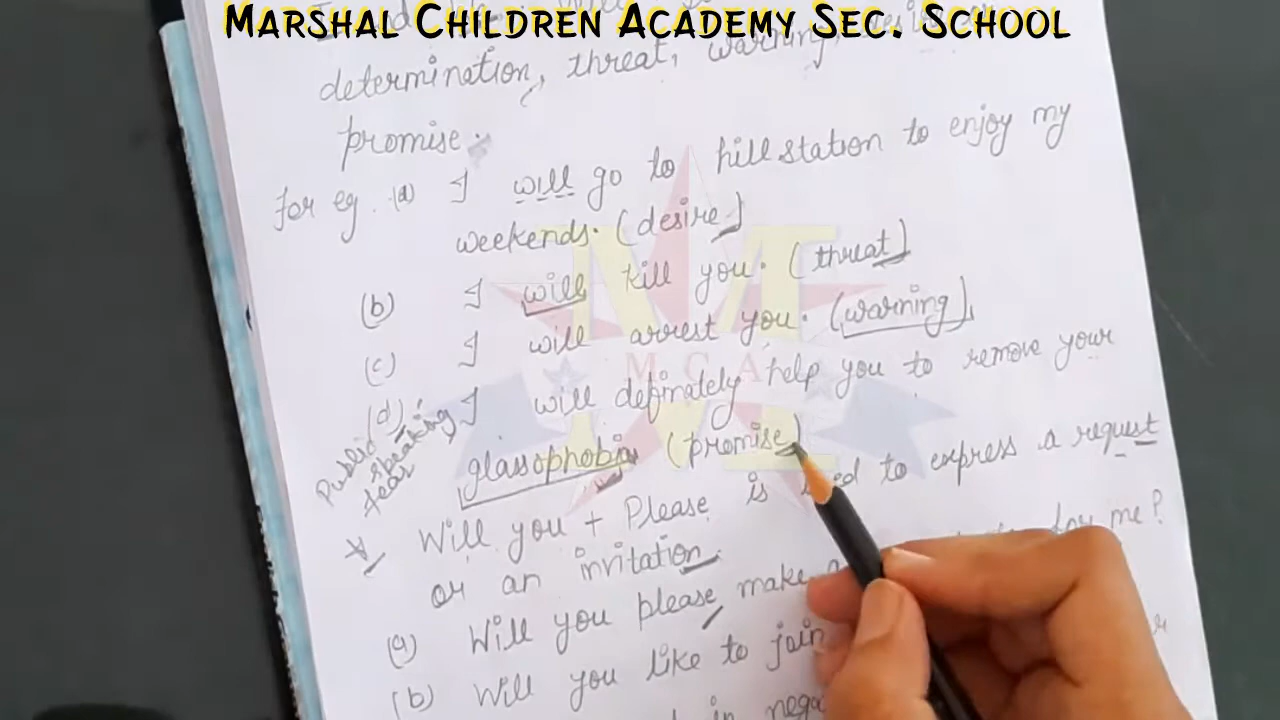 MARSHAL CHILDREN ACADEMY SEC. SCHOOL
determination, threat, warning,
promise.
for eg. (a) I will go to hill station to enjoy my
weekends. (desire)
(b) I will kill you. (threat)
(c) I will arrest you. (warning)
(d) I will definately help you to remove your
glassophobia (promise)
Public speaking fear
Will you + Please is used to express a request
or an invitation.
(a) Will you please make a for me?
(b) Will you like to join
in nega
MCA